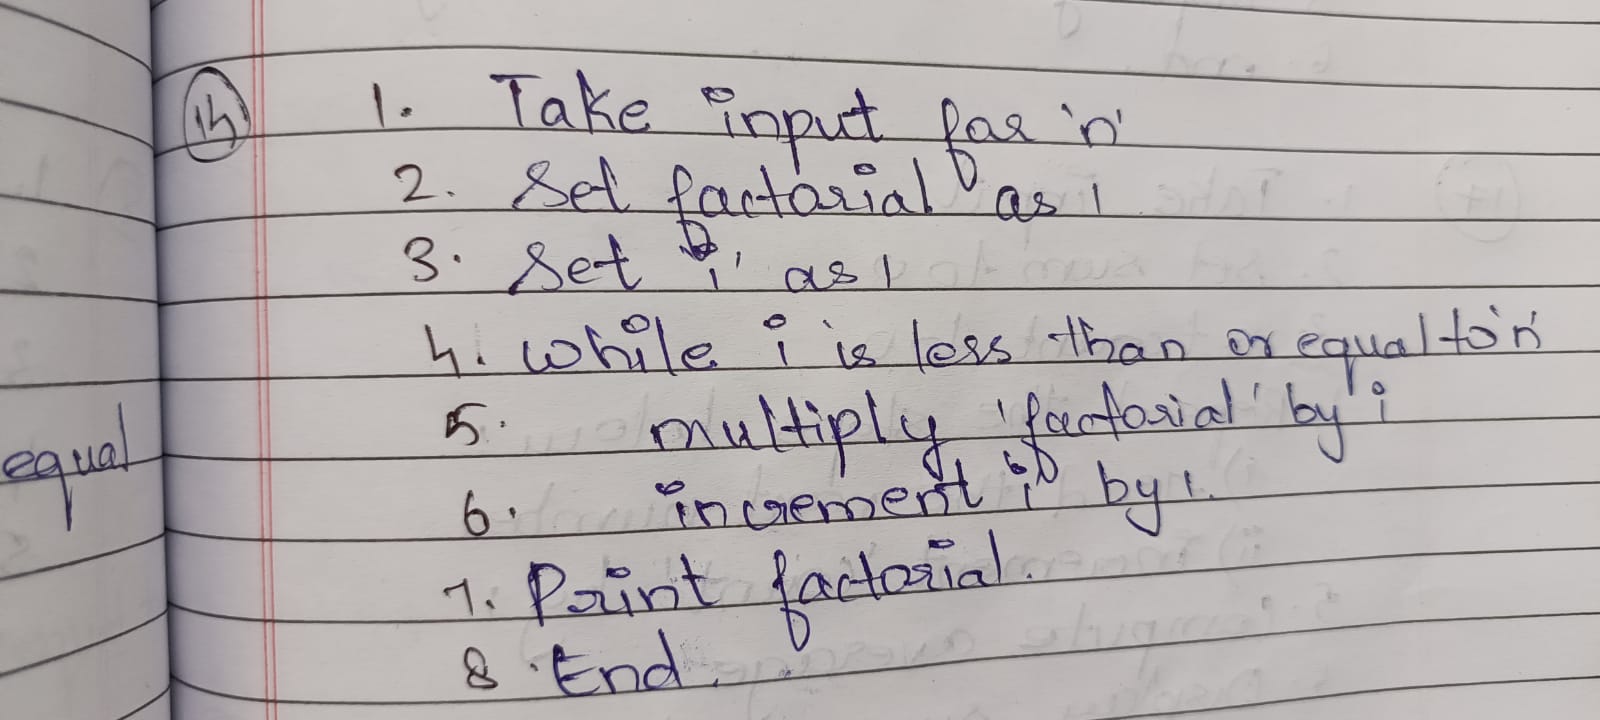 14
1. Take input for 'n'
2. Set factorial as 1
3. Set 'i' as 1
4. While i is less than or equal to 'n'
5. multiply 'factorial' by i
equal
6. increment 'i' by 1.
7. Print factorial.
8. End.